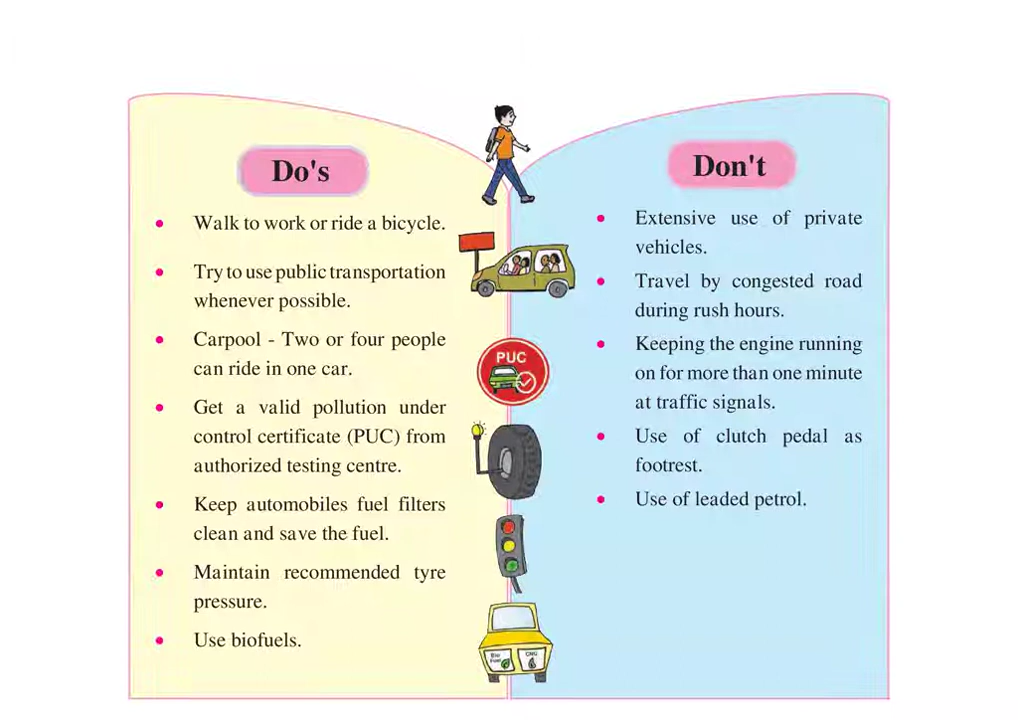 Do's
• Walk to work or ride a bicycle.
• Try to use public transportation
whenever possible.
• Carpool - Two or four people
can ride in one car.
• Get a valid pollution under
control certificate (PUC) from
authorized testing centre.
• Keep automobiles fuel filters
clean and save the fuel.
• Maintain recommended tyre
pressure.
• Use biofuels.
PUC
Bio
Fuel
CNG
Don't
• Extensive use of private
vehicles.
• Travel by congested road
during rush hours.
• Keeping the engine running
on for more than one minute
at traffic signals.
• Use of clutch pedal as
footrest.
• Use of leaded petrol.